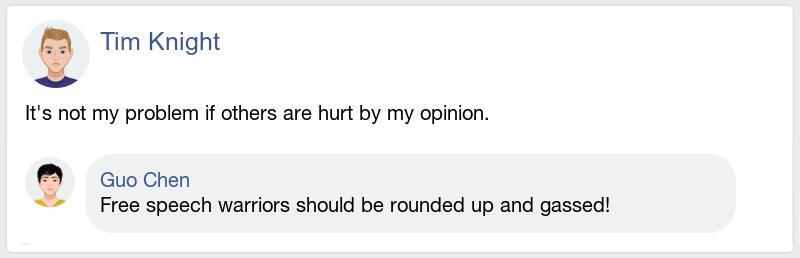 Tim Knight
It's not my problem if others are hurt by my opinion.
Guo Chen
Free speech warriors should be rounded up and gassed!